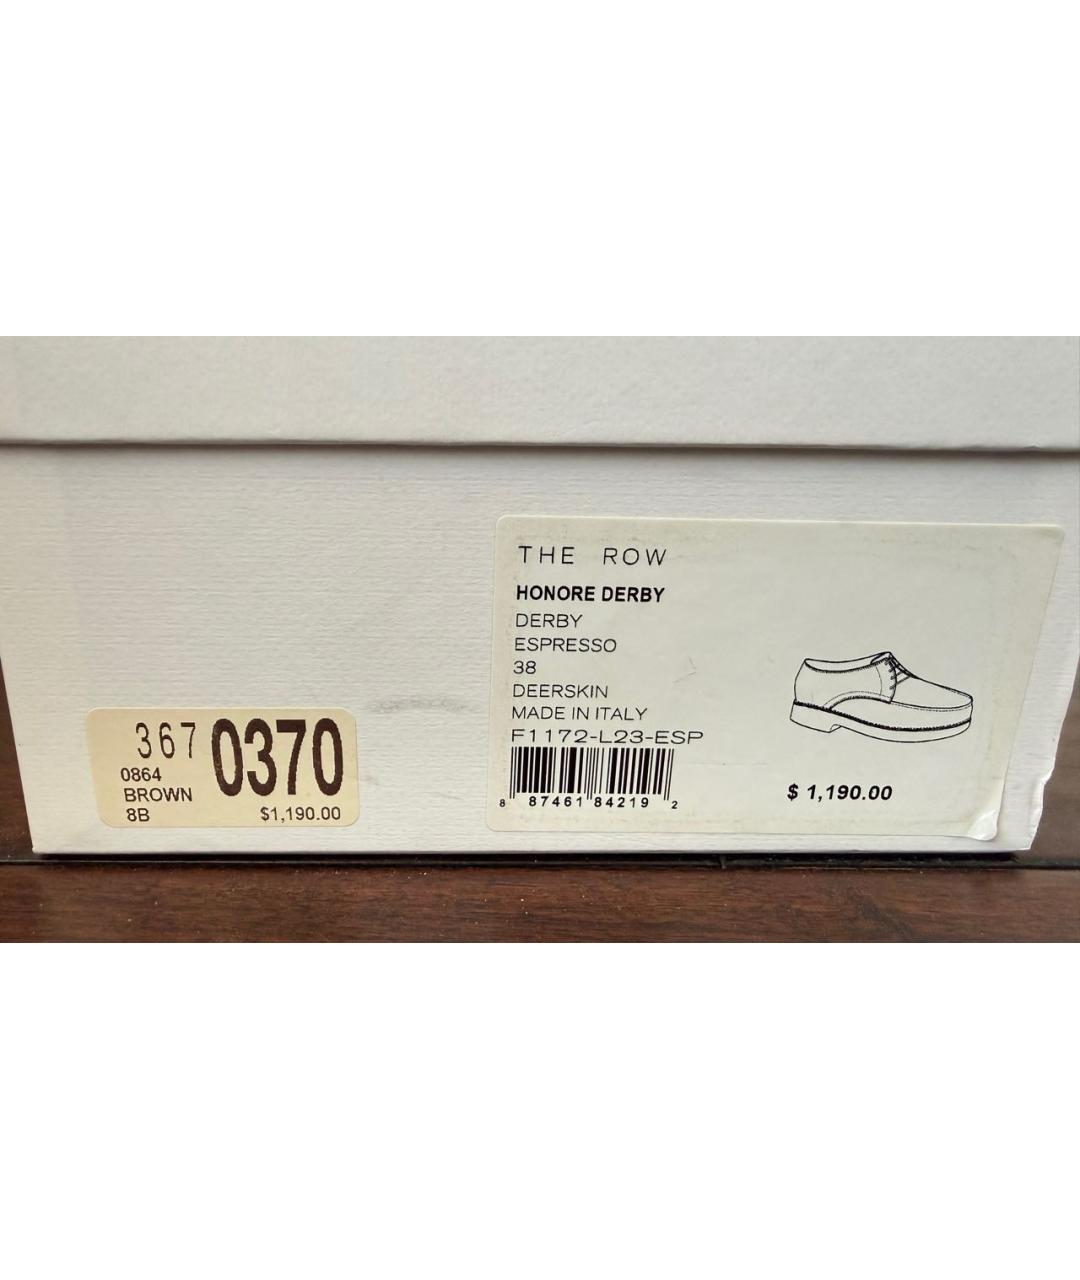 THE ROW
HONORE DERBY
DERBY
ESPRESSO
38
DEERSKIN
MADE IN ITALY
F1172-L23-ESP
8 87461 84219 2
$ 1,190.00
367 0370
0864
BROWN
8B $1,190.00